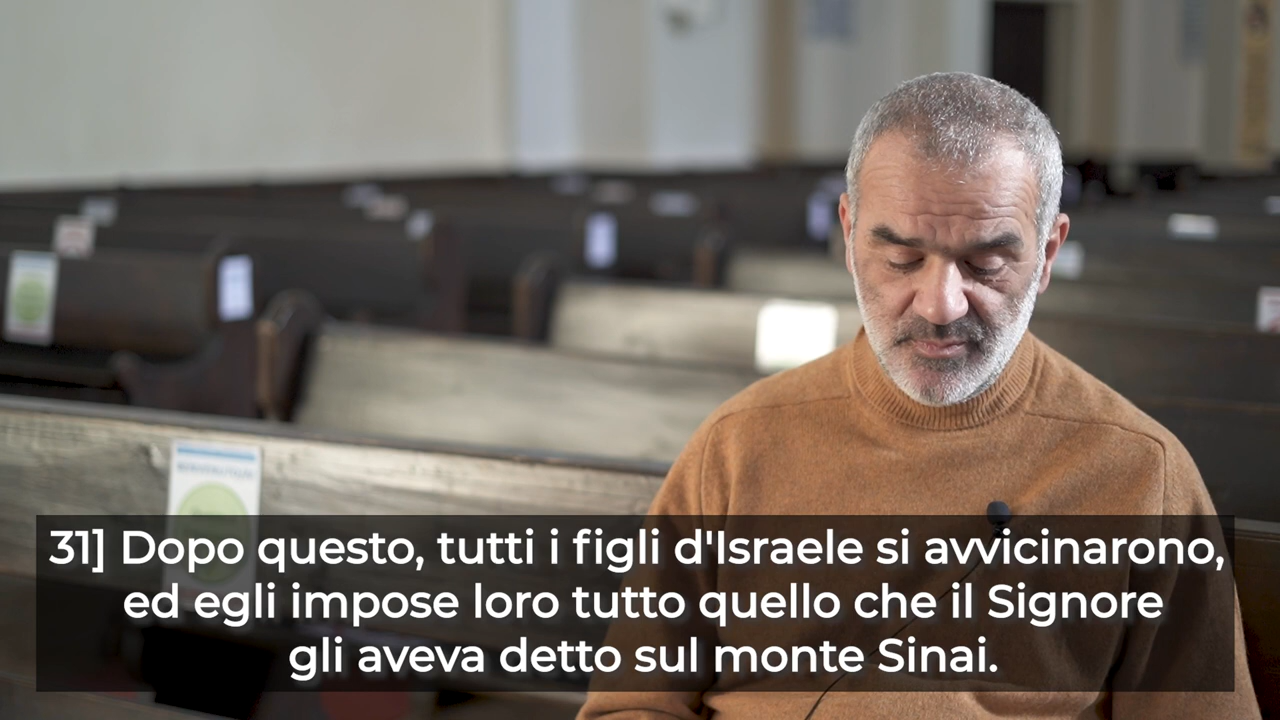 31] Dopo questo, tutti i figli d'Israele si avvicinarono,
ed egli impose loro tutto quello che il Signore
gli aveva detto sul monte Sinai.